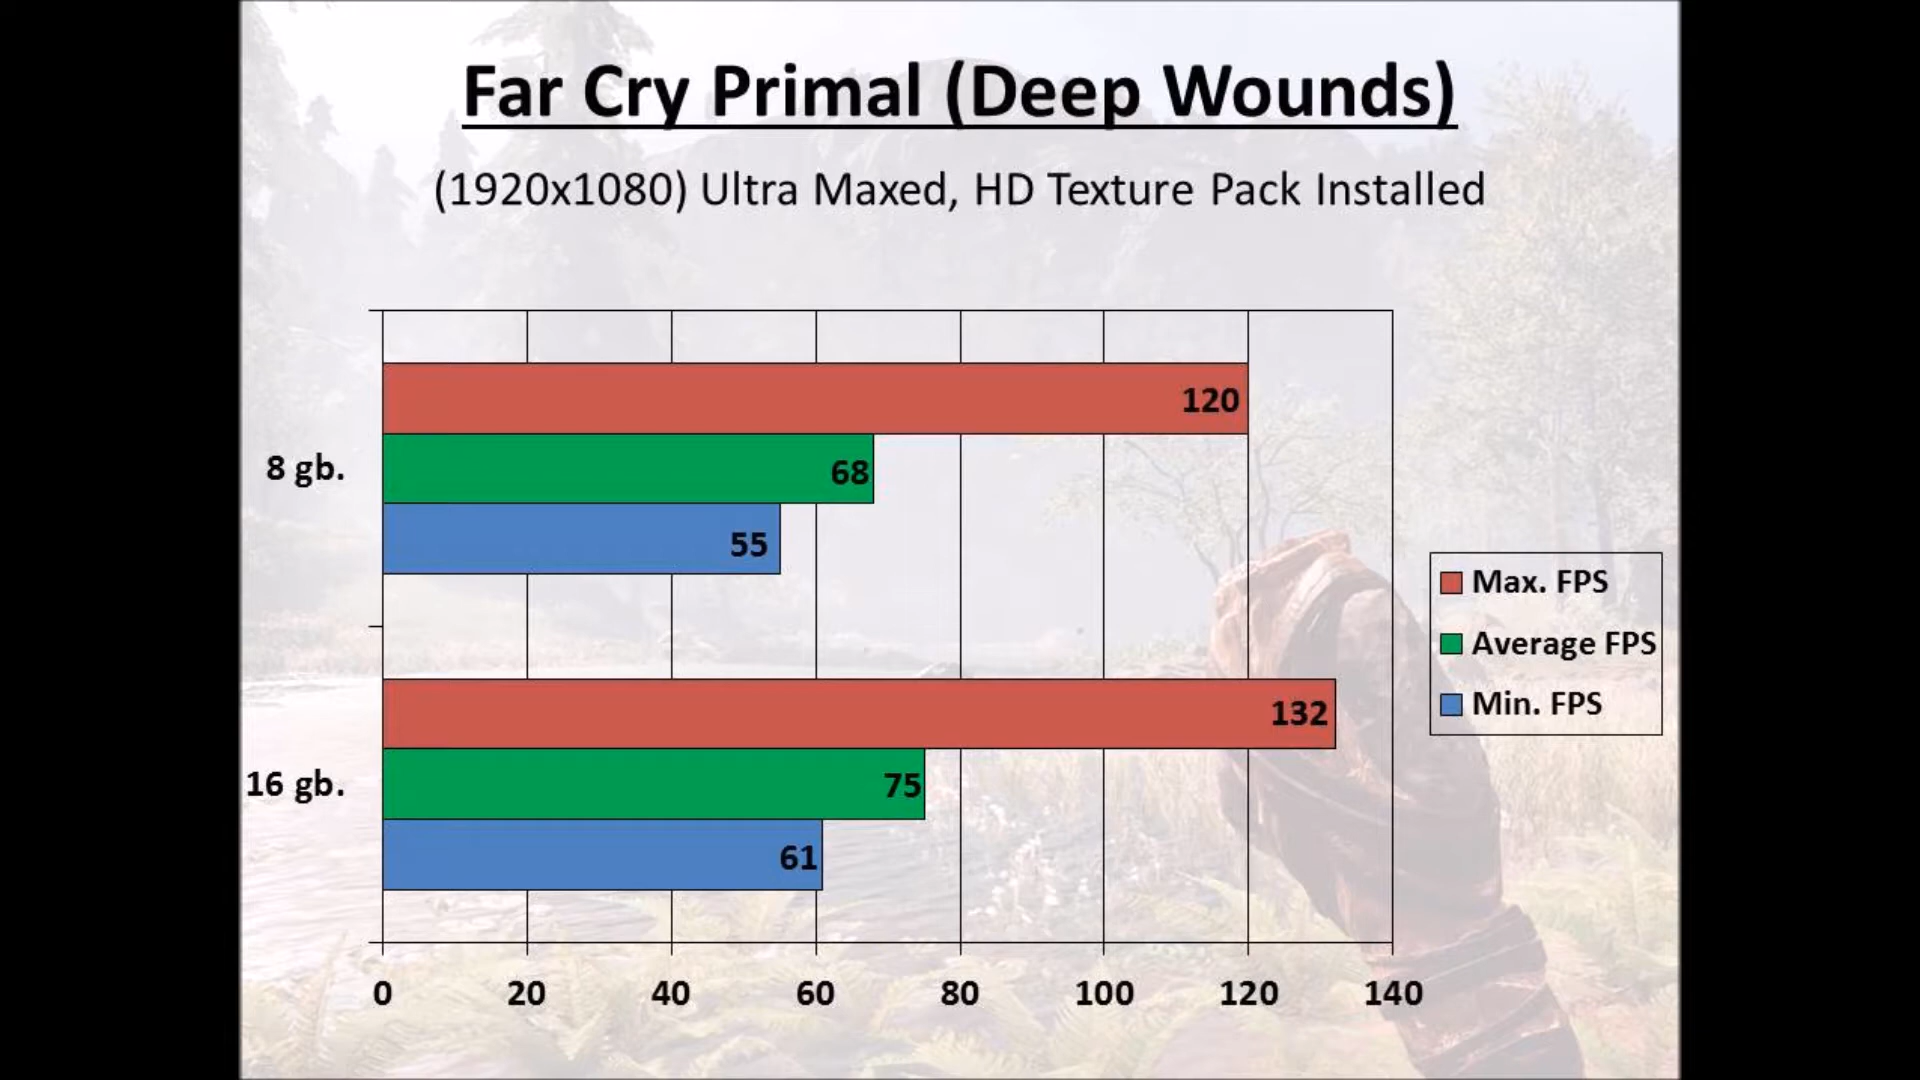 Far Cry Primal (Deep Wounds)
(1920x1080) Ultra Maxed, HD Texture Pack Installed
120
8 gb.
68
55
Max. FPS
Average FPS
Min. FPS
132
16 gb.
75
61
0 20 40 60 80 100 120 140